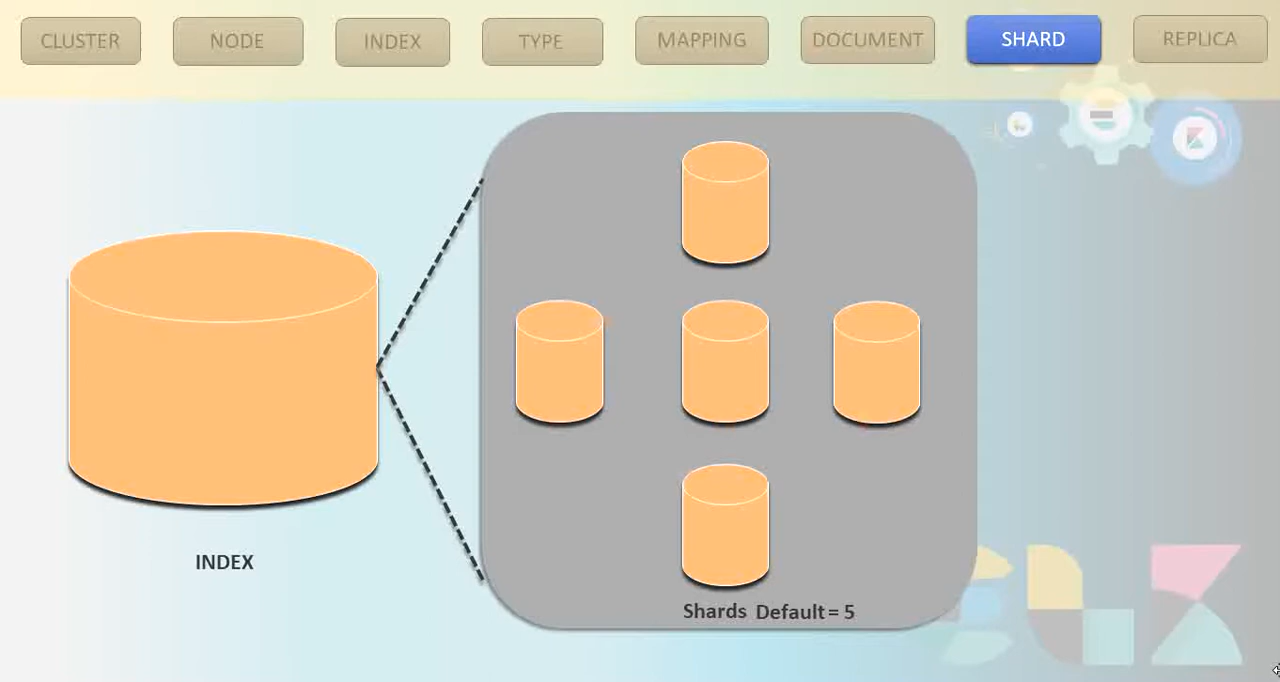 CLUSTER
NODE
INDEX
TYPE
MAPPING
DOCUMENT
SHARD
REPLICA
INDEX
Shards Default = 5